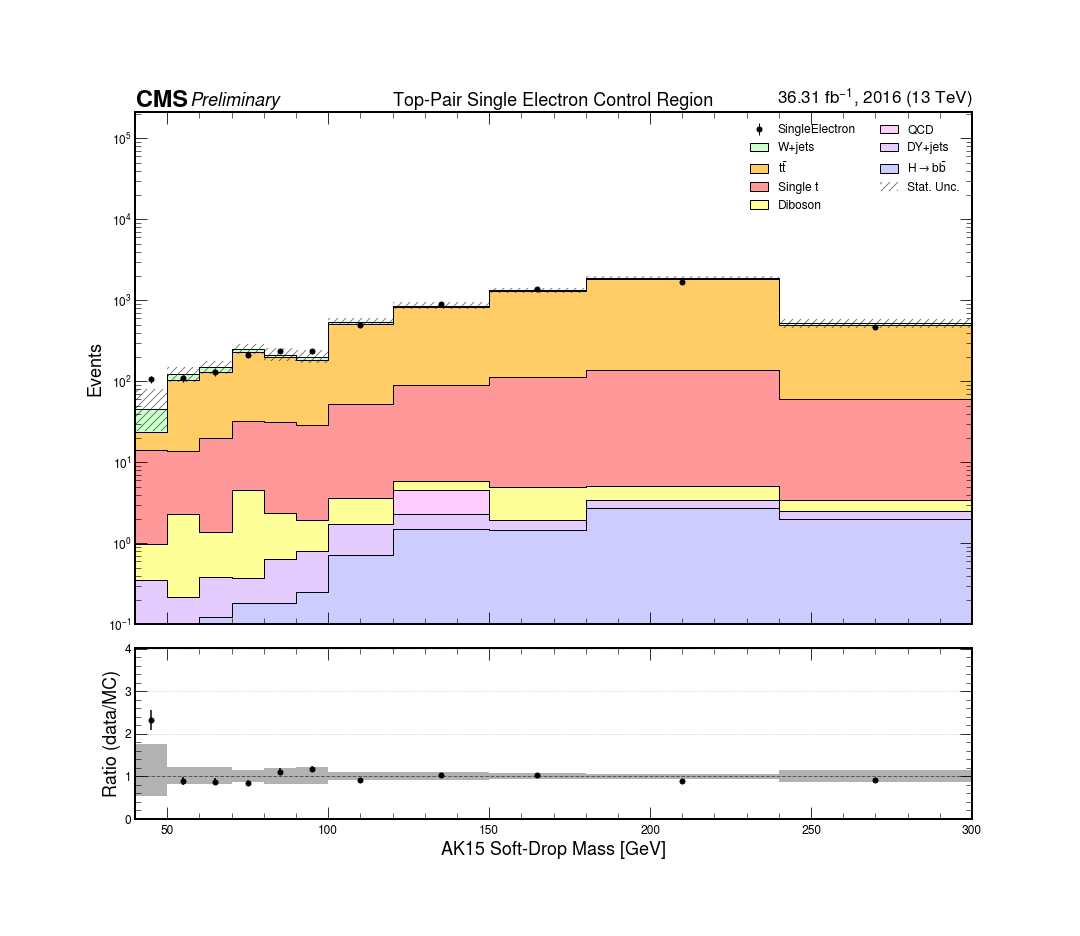 CMS Preliminary Top-Pair Single Electron Control Region 36.31 fb⁻¹, 2016 (13 TeV)
SingleElectron QCD
W+jets DY+jets
tt̄ H→bb̄
Single t Stat. Unc.
Diboson
10⁵
10⁴
10³
10²
10¹
10⁰
10⁻¹
Events
4
3
2
1
0
Ratio (data/MC)
50 100 150 200 250 300
AK15 Soft-Drop Mass [GeV]